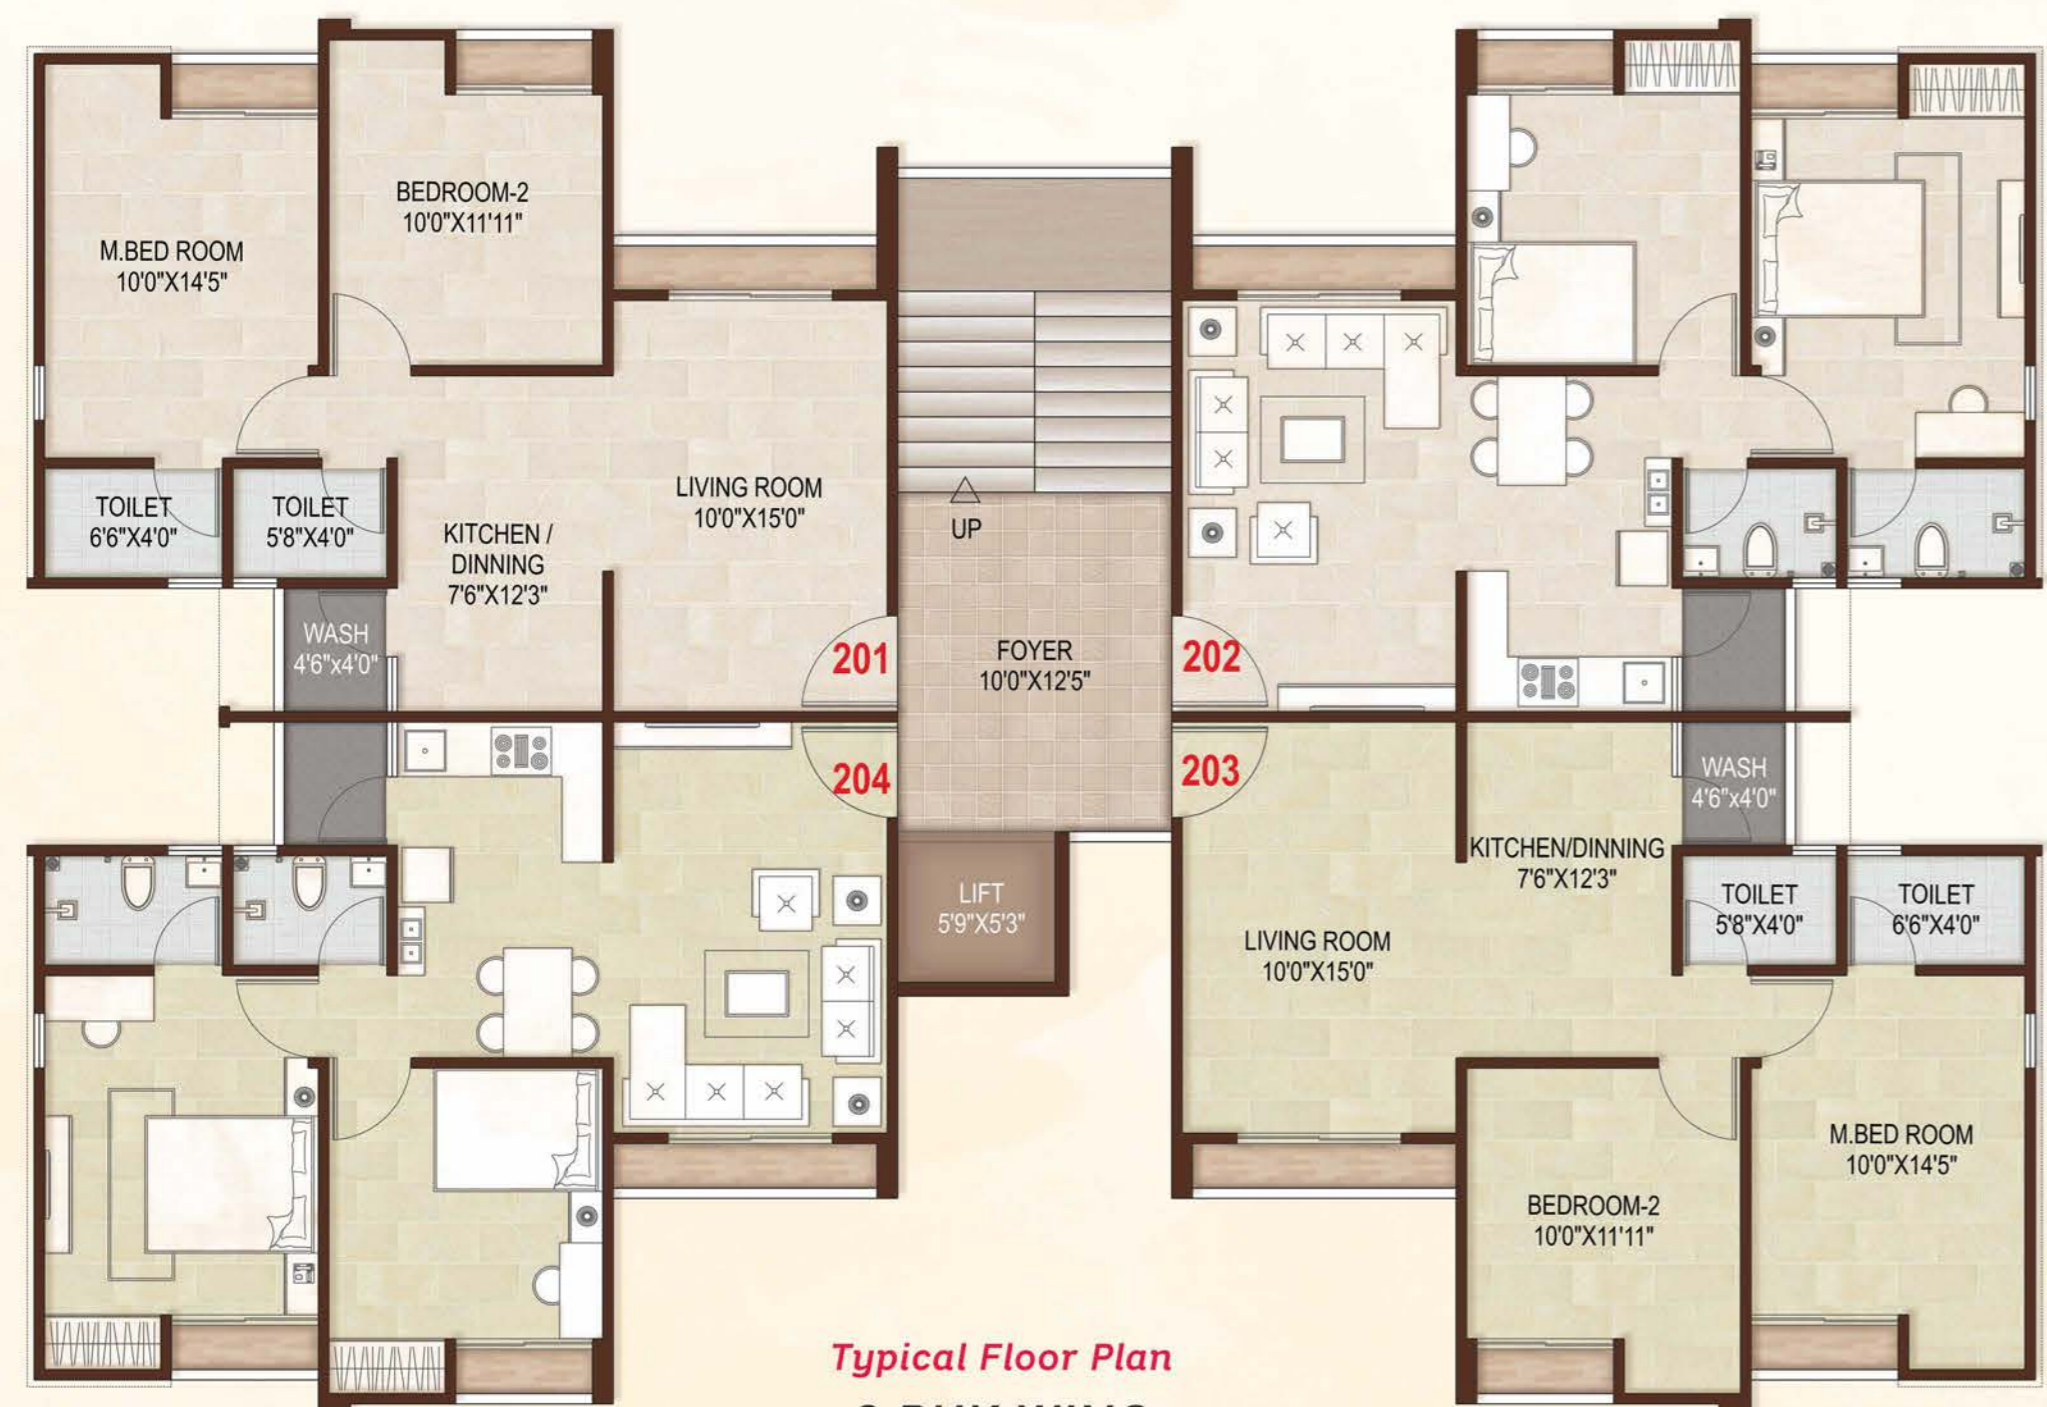 BEDROOM-2
10'0"X11'11"
M.BED ROOM
10'0"X14'5"
TOILET
6'6"X4'0"
TOILET
5'8"X4'0"
KITCHEN /
DINNING
7'6"X12'3"
LIVING ROOM
10'0"X15'0"
WASH
4'6"x4'0"
UP
FOYER
10'0"X12'5"
201
202
204
203
LIFT
5'9"X5'3"
WASH
4'6"x4'0"
KITCHEN/DINNING
7'6"X12'3"
TOILET
5'8"X4'0"
TOILET
6'6"X4'0"
LIVING ROOM
10'0"X15'0"
M.BED ROOM
10'0"X14'5"
BEDROOM-2
10'0"X11'11"
Typical Floor Plan
BHK WING